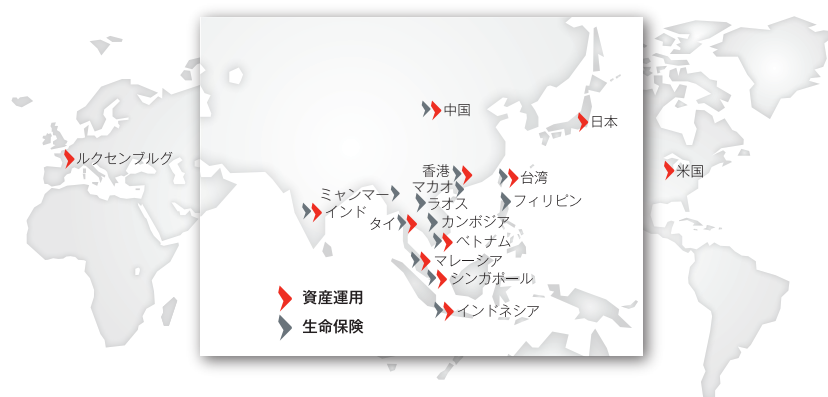 中国
日本
ルクセンブルグ
香港
台湾
米国
マカオ
ミャンマー
ラオス
フィリピン
インド
タイ
カンボジア
ベトナム
マレーシア
シンガポール
資産運用
インドネシア
生命保険